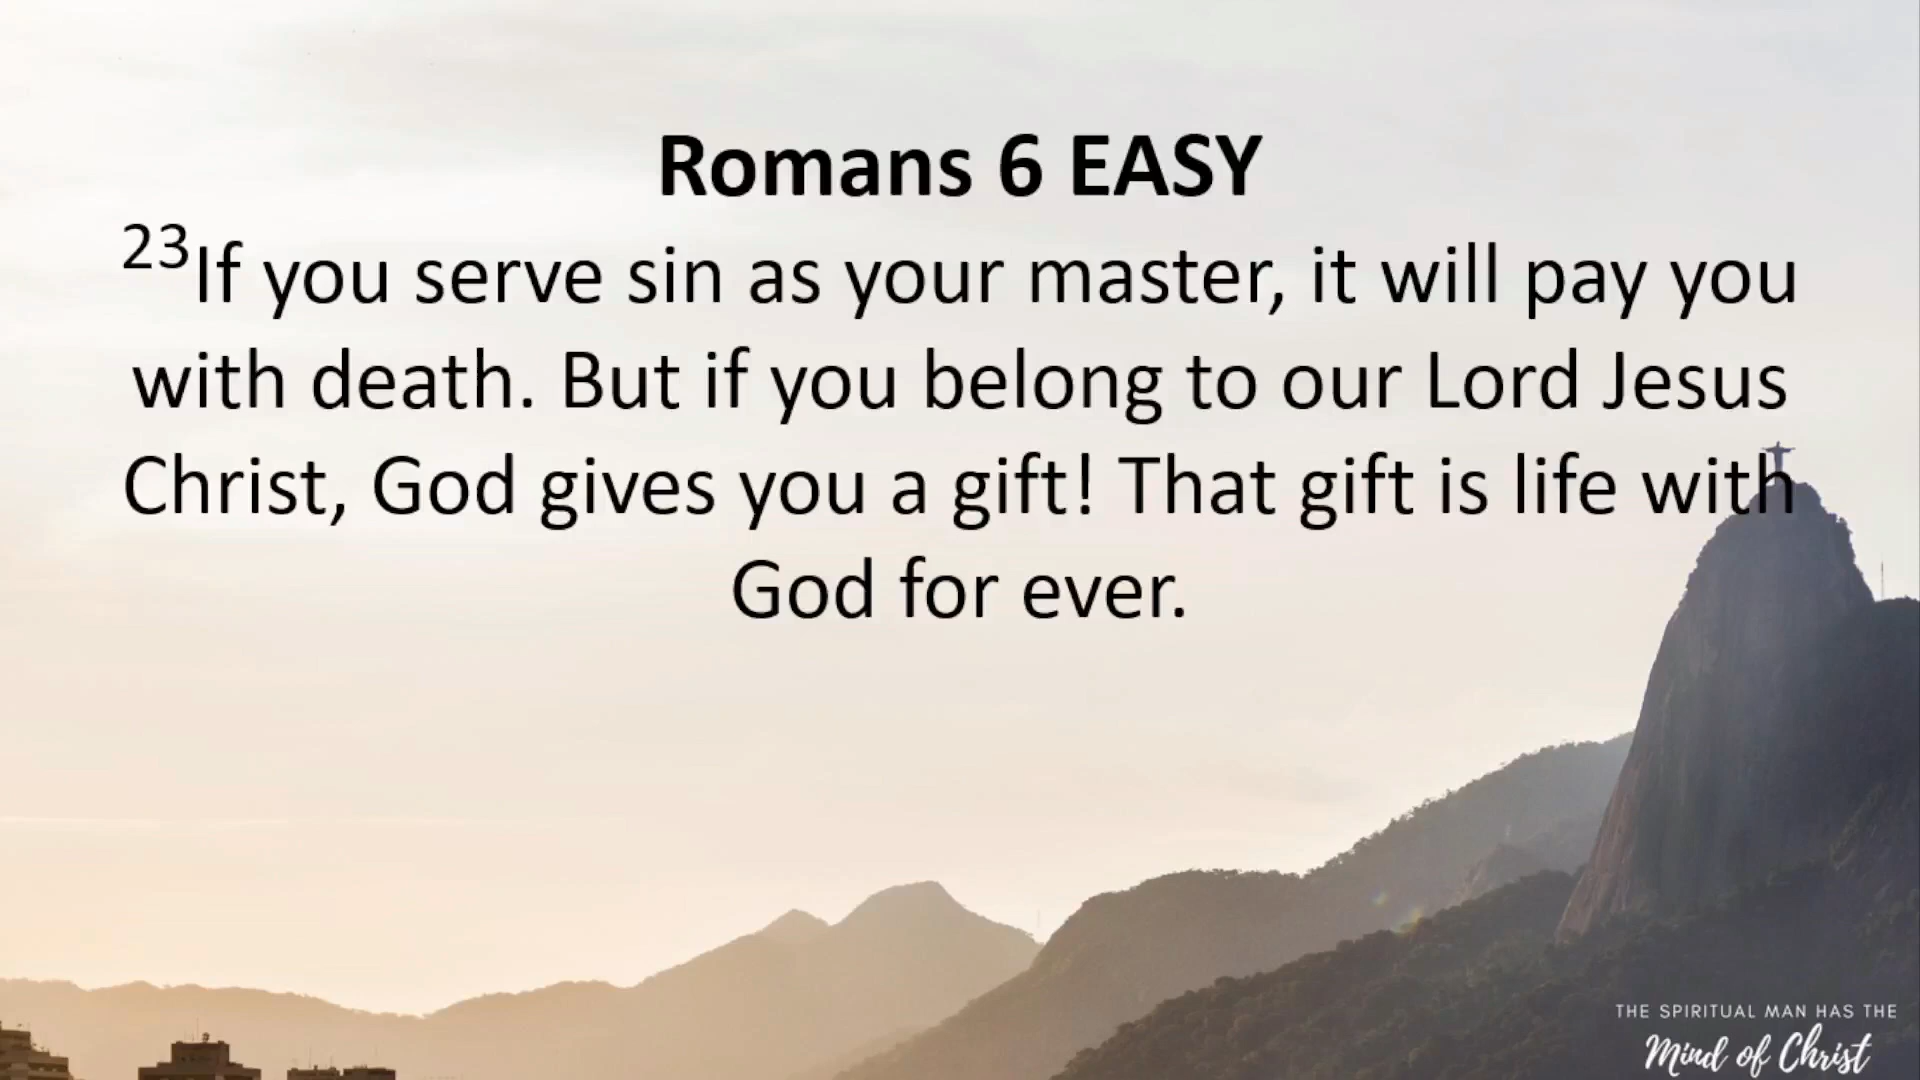 Romans 6 EASY
23If you serve sin as your master, it will pay you
with death. But if you belong to our Lord Jesus
Christ, God gives you a gift! That gift is life with
God for ever.
THE SPIRITUAL MAN HAS THE
Mind of Christ